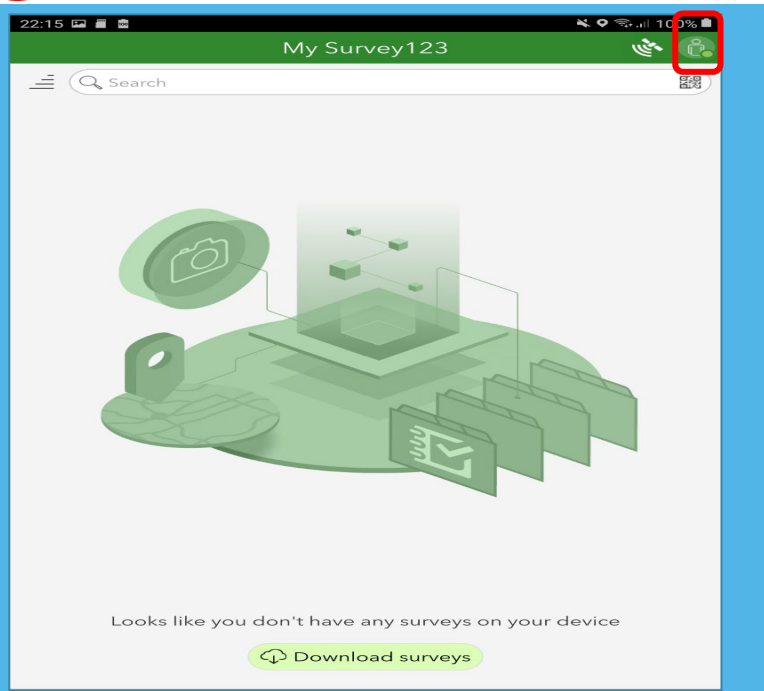 22:15 100%
My Survey123
Search
Looks like you don't have any surveys on your device
Download surveys